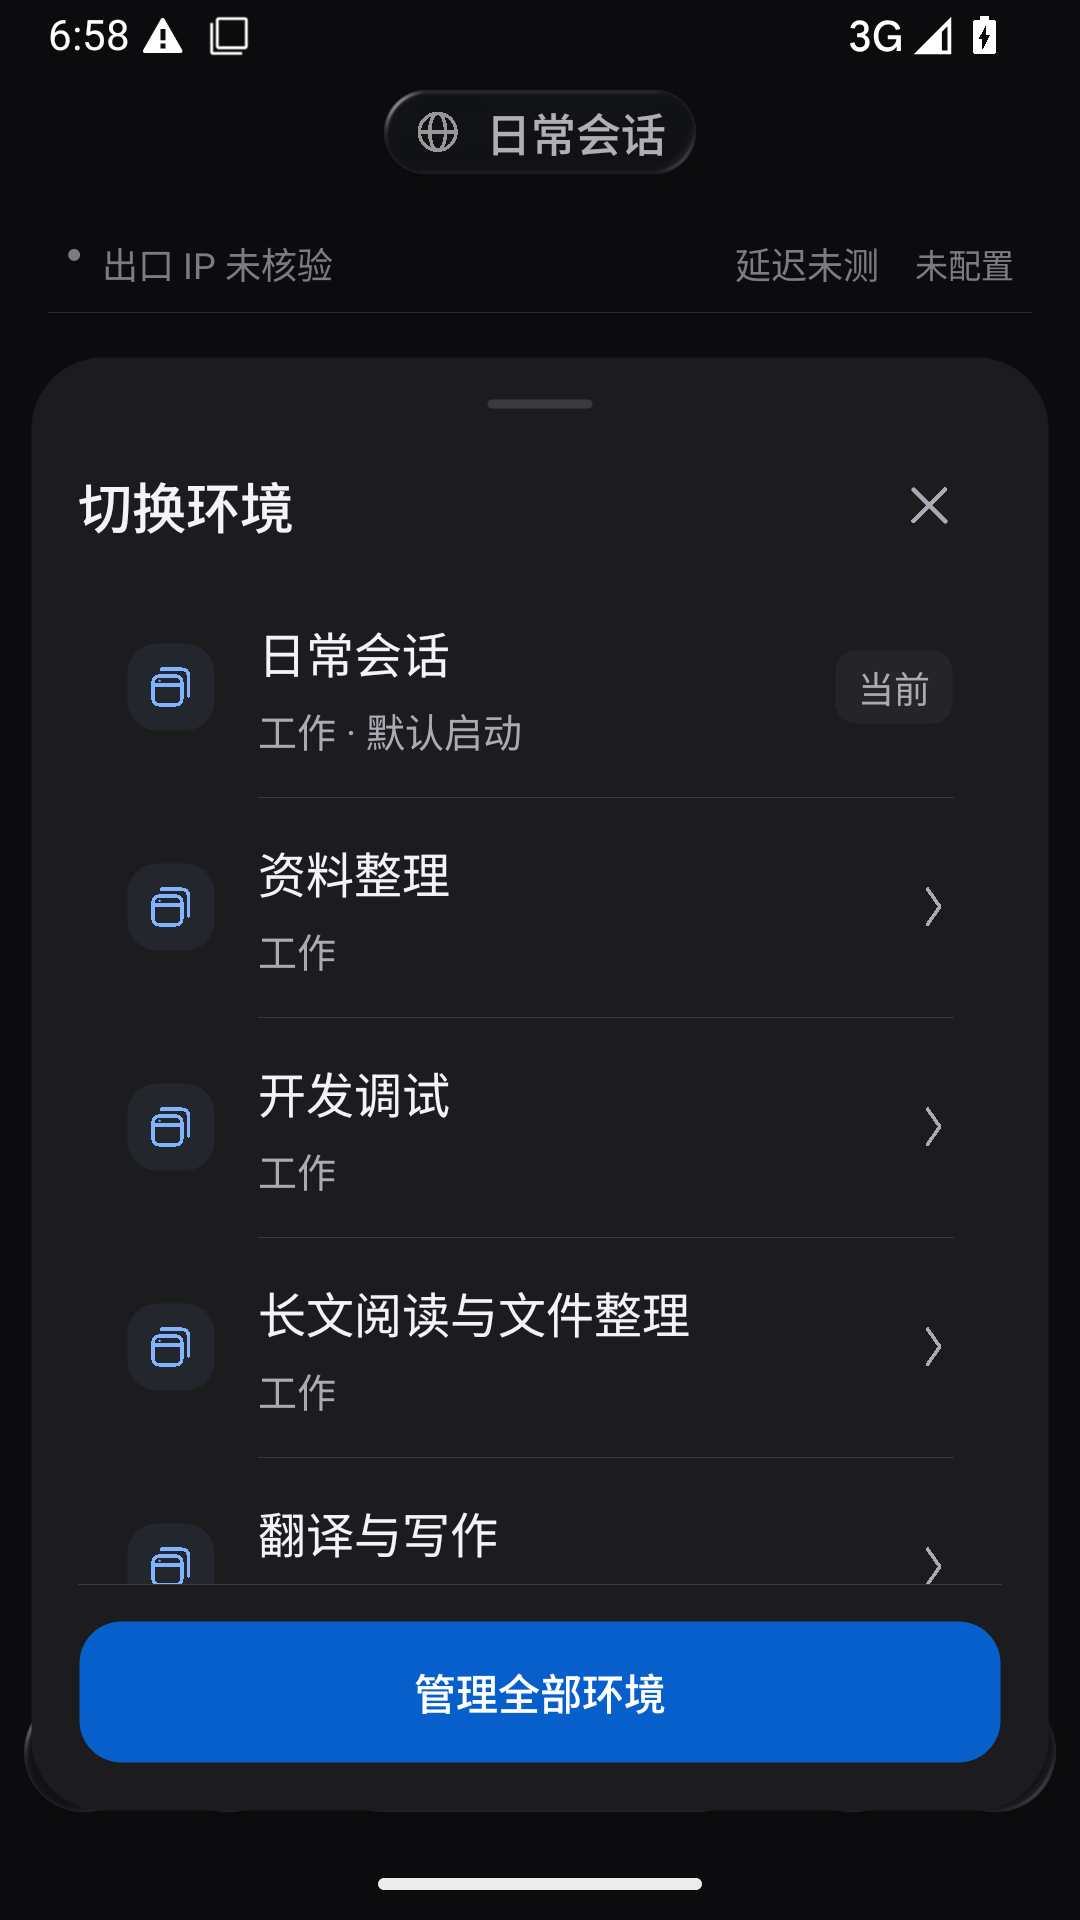 6:58
3G
日常会话
出口 IP 未核验
延迟未测
未配置
切换环境
日常会话
工作 · 默认启动
当前
资料整理
工作
开发调试
工作
长文阅读与文件整理
工作
翻译与写作
管理全部环境